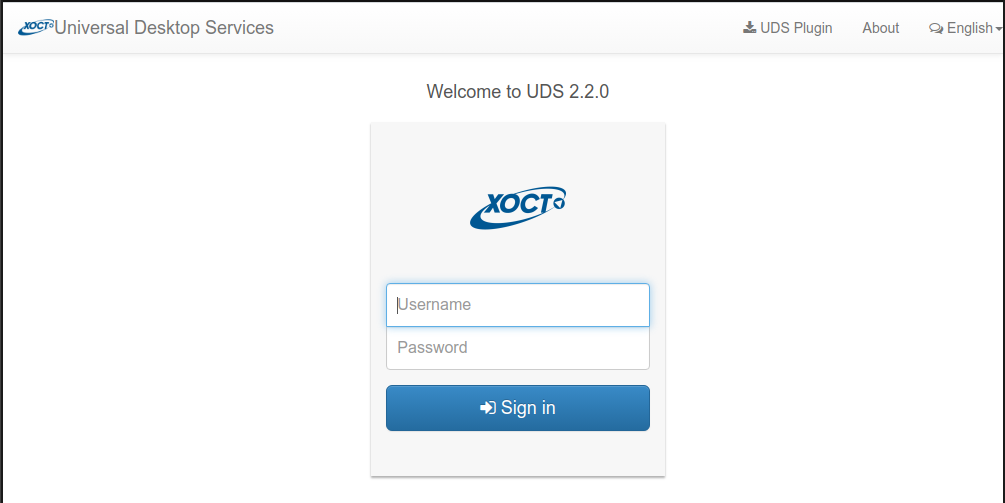 XOCT Universal Desktop Services UDS Plugin About English
Welcome to UDS 2.2.0
XOCT
Username
Password
Sign in